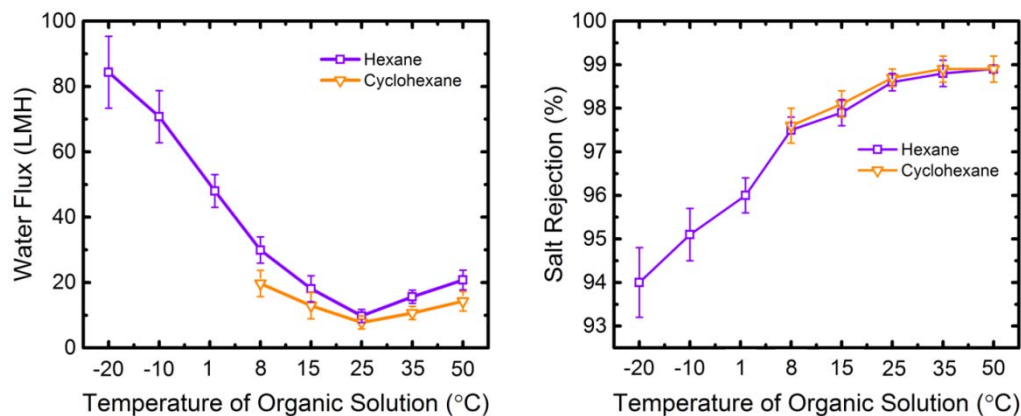 100
80
60
40
20
0
Water Flux (LMH)
Hexane
Cyclohexane
-20 -10 1 8 15 25 35 50
Temperature of Organic Solution (°C)
100
99
98
97
96
95
94
93
Salt Rejection (%)
Hexane
Cyclohexane
-20 -10 1 8 15 25 35 50
Temperature of Organic Solution (°C)